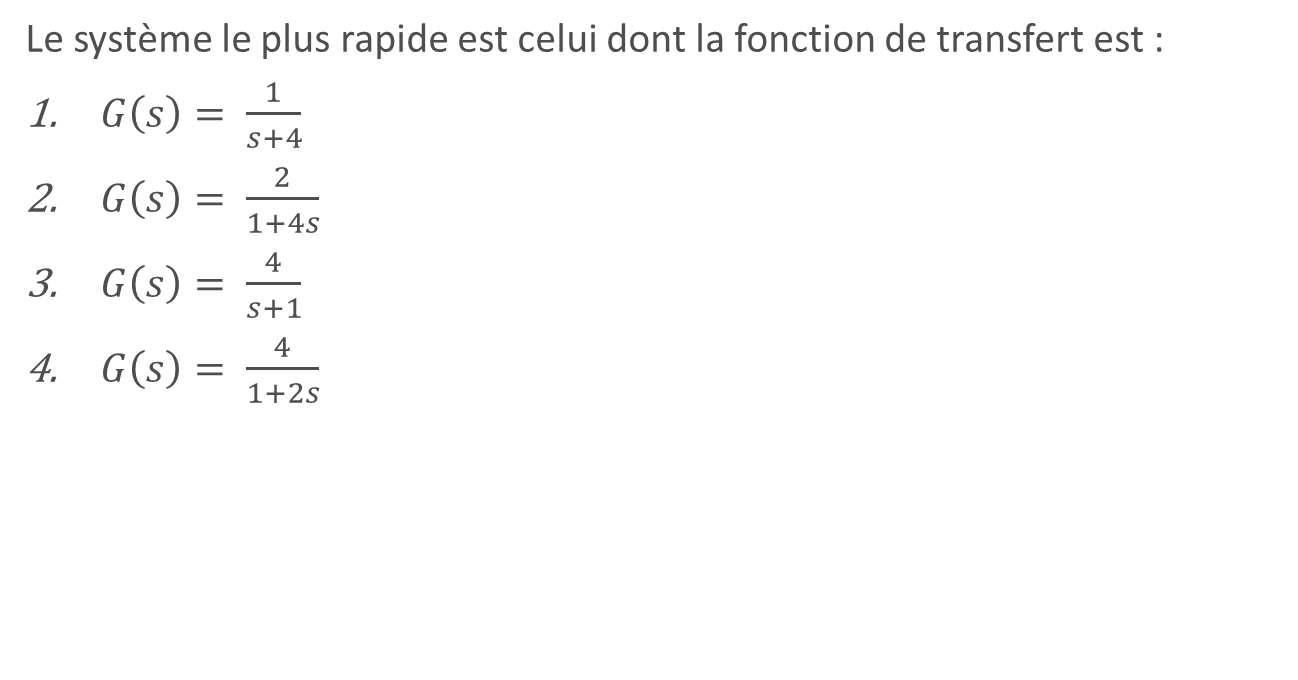 Le système le plus rapide est celui dont la fonction de transfert est :
1. G(s) = 1/(s+4)
2. G(s) = 2/(1+4s)
3. G(s) = 4/(s+1)
4. G(s) = 4/(1+2s)